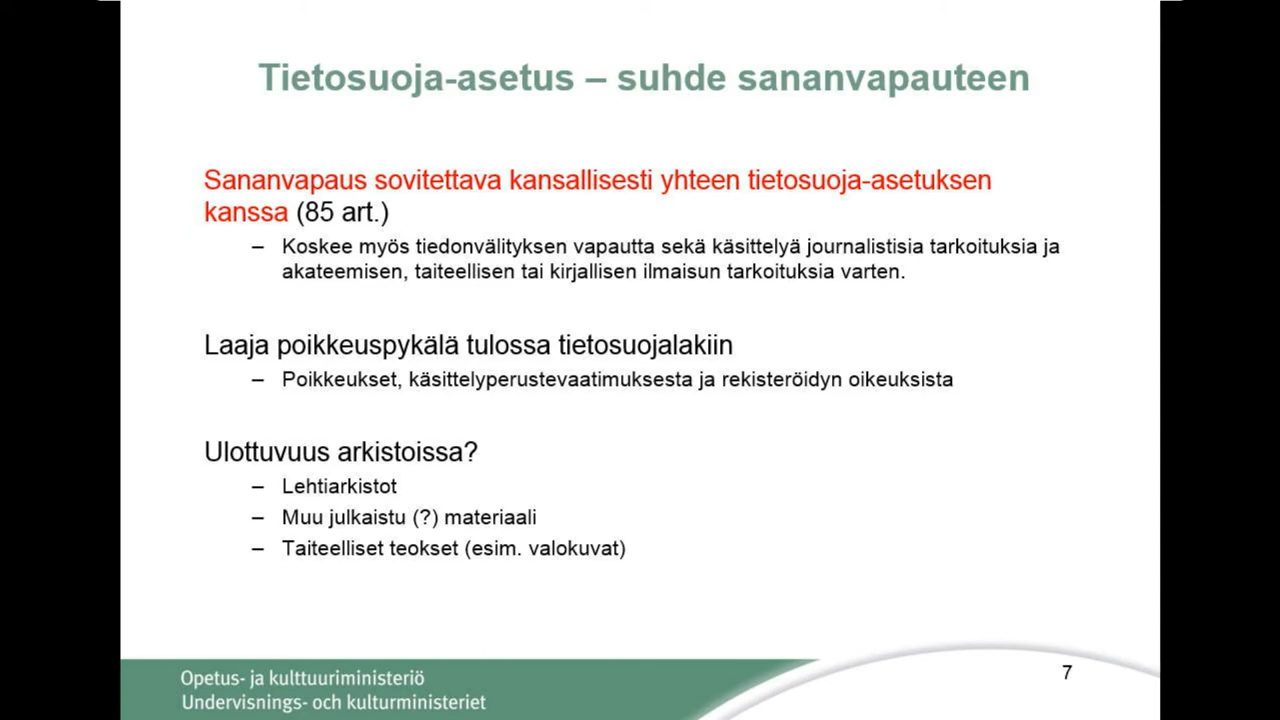 Tietosuoja-asetus – suhde sananvapauteen
Sananvapaus sovitettava kansallisesti yhteen tietosuoja-asetuksen
kanssa (85 art.)
– Koskee myös tiedonvälityksen vapautta sekä käsittelyä journalistisia tarkoituksia ja
akateemisen, taiteellisen tai kirjallisen ilmaisun tarkoituksia varten.
Laaja poikkeuspykälä tulossa tietosuojalakiin
– Poikkeukset, käsittelyperustevaatimuksesta ja rekisteröidyn oikeuksista
Ulottuvuus arkistoissa?
– Lehtiarkistot
– Muu julkaistu (?) materiaali
– Taiteelliset teokset (esim. valokuvat)
Opetus- ja kulttuuriministeriö
Undervisnings- och kulturministeriet
7